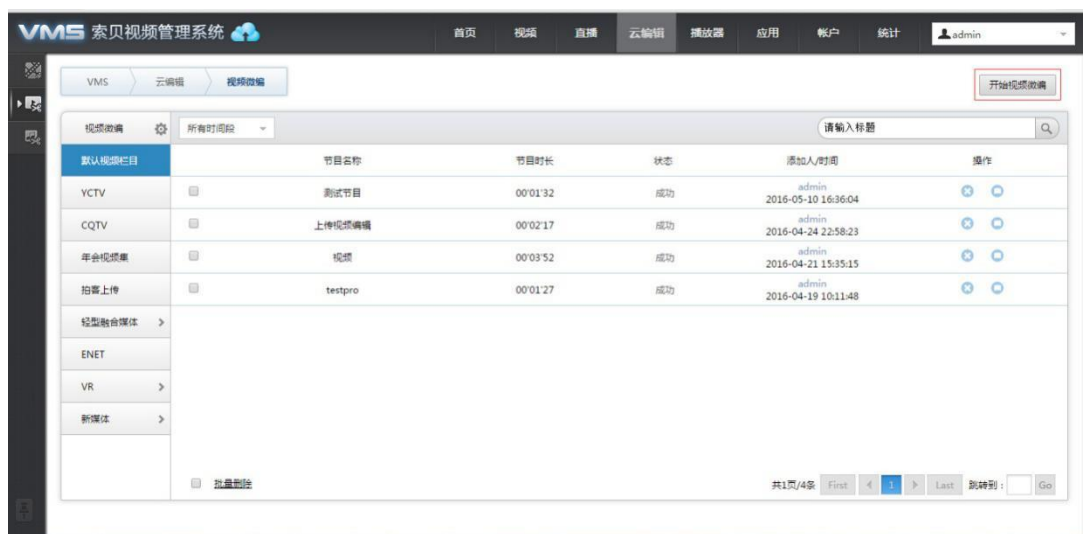 VMS 索贝视频管理系统
首页 视频 直播 云编辑 播放器 应用 帐户 统计 admin
VMS 云编辑 视频微编 开始视频微编
视频微编 所有时间段 请输入标题
默认视频栏目 节目名称 节目时长 状态 添加人/时间 操作
YCTV 测试节目 00'01'32 成功 admin
2016-05-10 16:36:04
CQTV 上传视频编辑 00'02'17 成功 admin
2016-04-24 22:58:23
年会视频集 视频 00'03'52 成功 admin
2016-04-21 15:35:15
拍客上传 testpro 00'01'27 成功 admin
2016-04-19 10:11:48
轻型融合媒体
ENET
VR
新媒体
批量删除 共1页/4条 First 1 Last 跳转到： Go